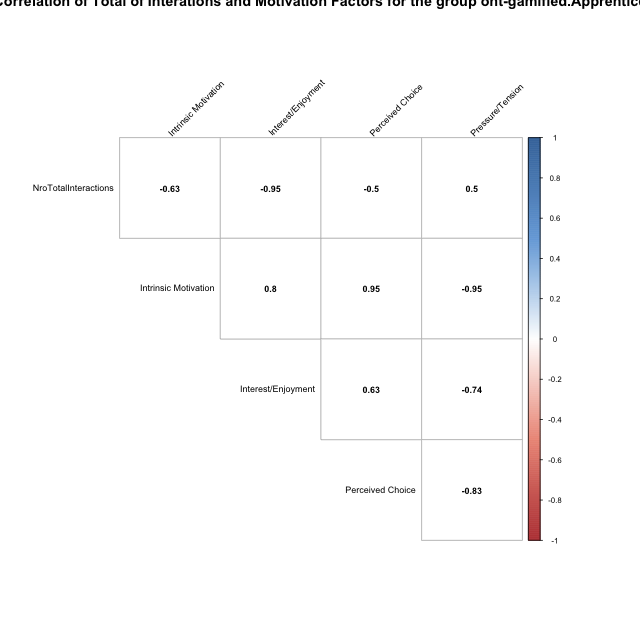 Correlation of Total of Interations and Motivation Factors for the group ont-gamified.Apprentice
Intrinsic Motivation
Interest/Enjoyment
Perceived Choice
Pressure/Tension
NroTotalInteractions -0.63 -0.95 -0.5 0.5
Intrinsic Motivation 0.8 0.95 -0.95
Interest/Enjoyment 0.63 -0.74
Perceived Choice -0.83
1
0.8
0.6
0.4
0.2
0
-0.2
-0.4
-0.6
-0.8
-1